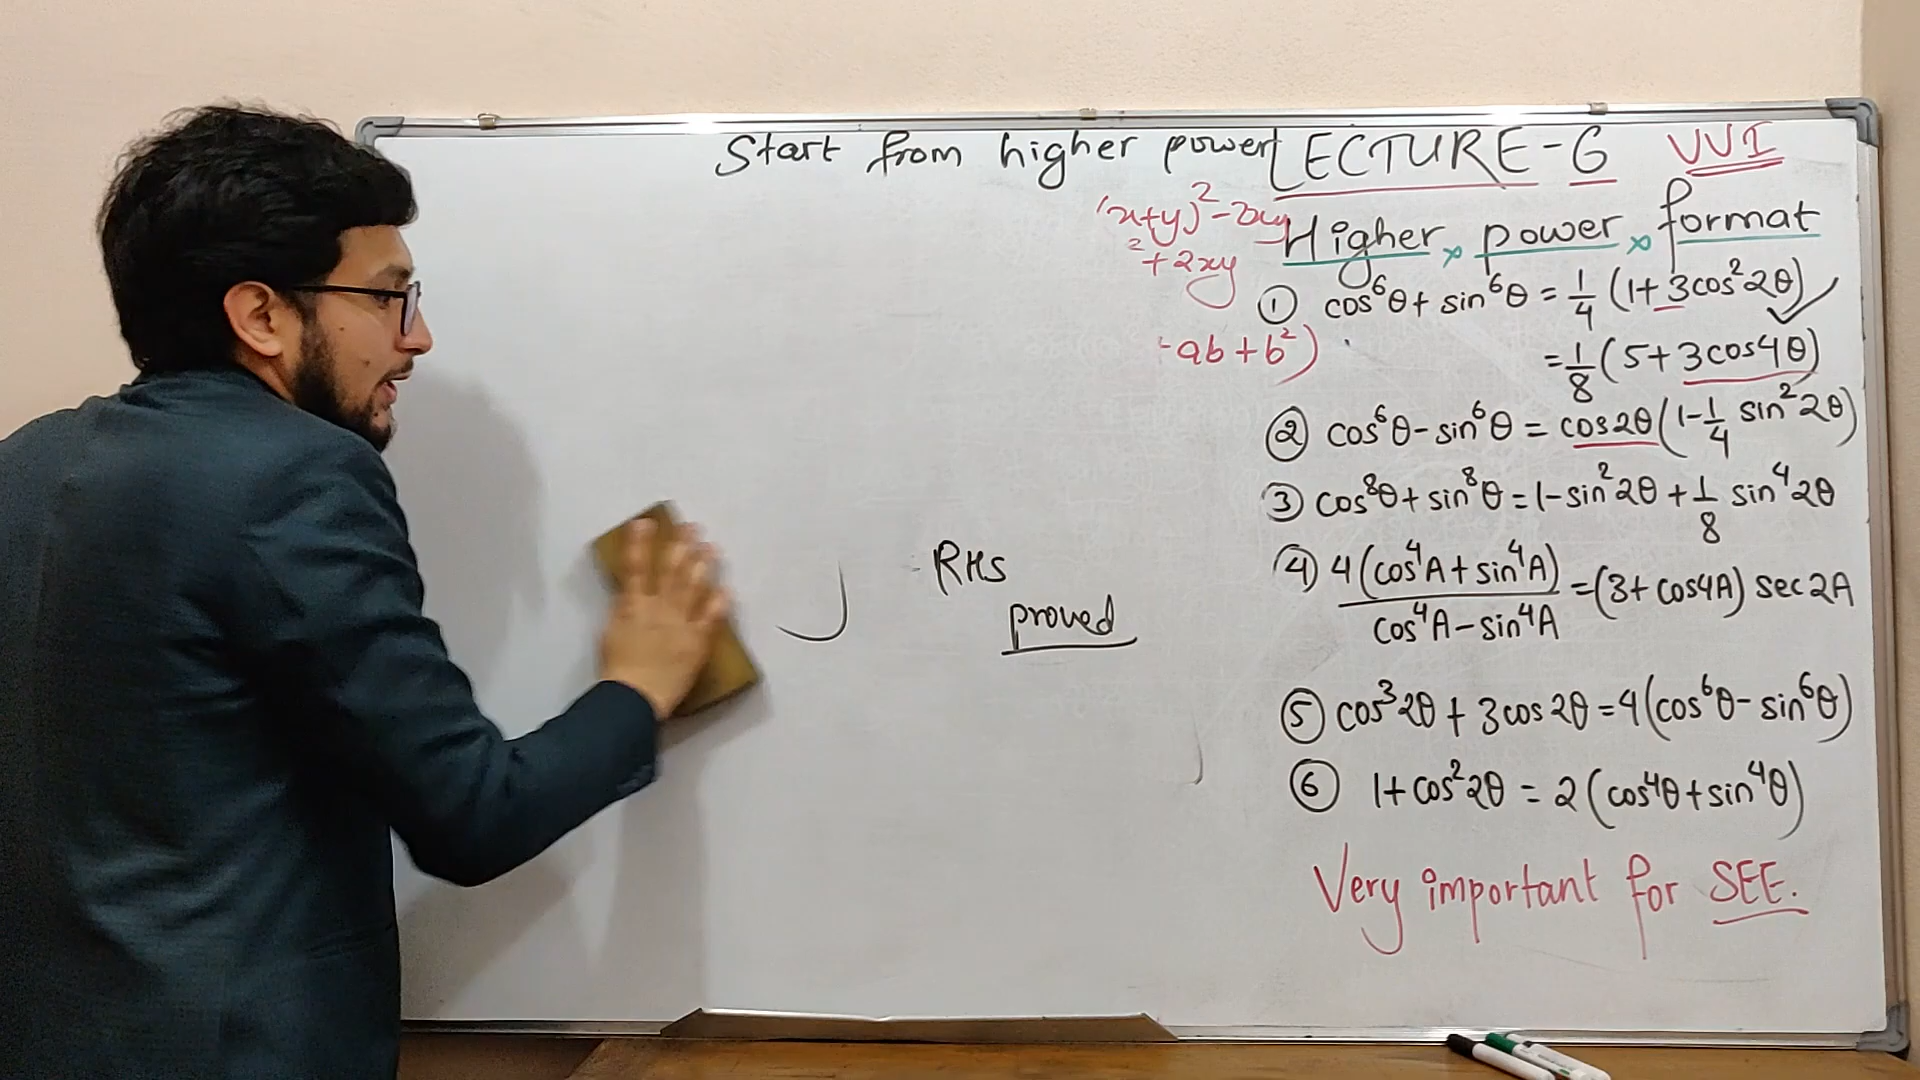 Start from higher power LECTURE-6 VVI
(x+y)² - 2xy
² + 2xy
Higher power format
① cos⁶θ + sin⁶θ = 1/4 (1+3cos²2θ)
-ab + b²)
= 1/8 (5+3cos4θ)
② cos⁶θ - sin⁶θ = cos2θ (1 - 1/4 sin²2θ)
③ cos⁸θ + sin⁸θ = 1 - sin²2θ + 1/8 sin⁴2θ
④ 4(cos⁴A + sin⁴A) / cos⁴A - sin⁴A = (3+cos4A) sec2A
RHS
proved
⑤ cos³2θ + 3cos2θ = 4(cos⁶θ - sin⁶θ)
⑥ 1+cos²2θ = 2(cos⁴θ + sin⁴θ)
Very important for SEE.